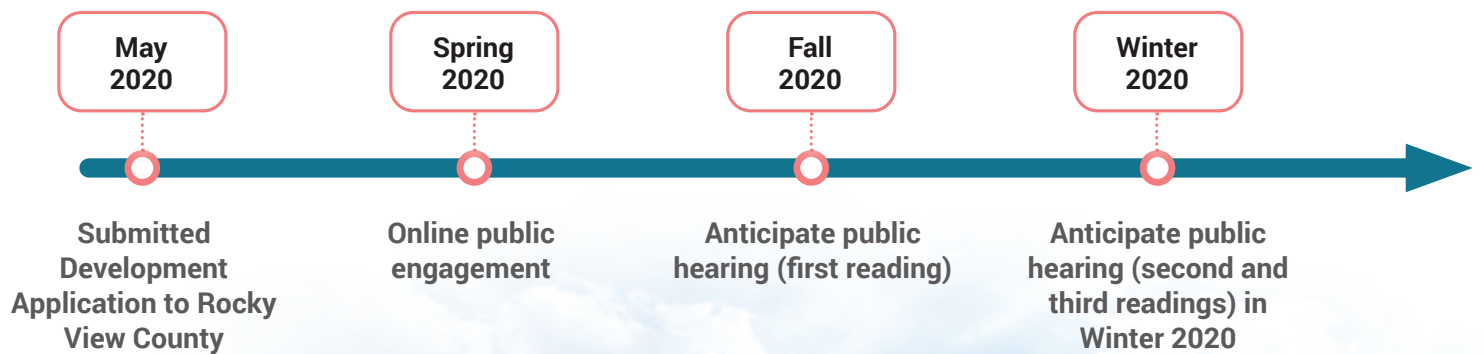 May
2020
Spring
2020
Fall
2020
Winter
2020
Submitted
Development
Application to Rocky
View County
Online public
engagement
Anticipate public
hearing (first reading)
Anticipate public
hearing (second and
third readings) in
Winter 2020